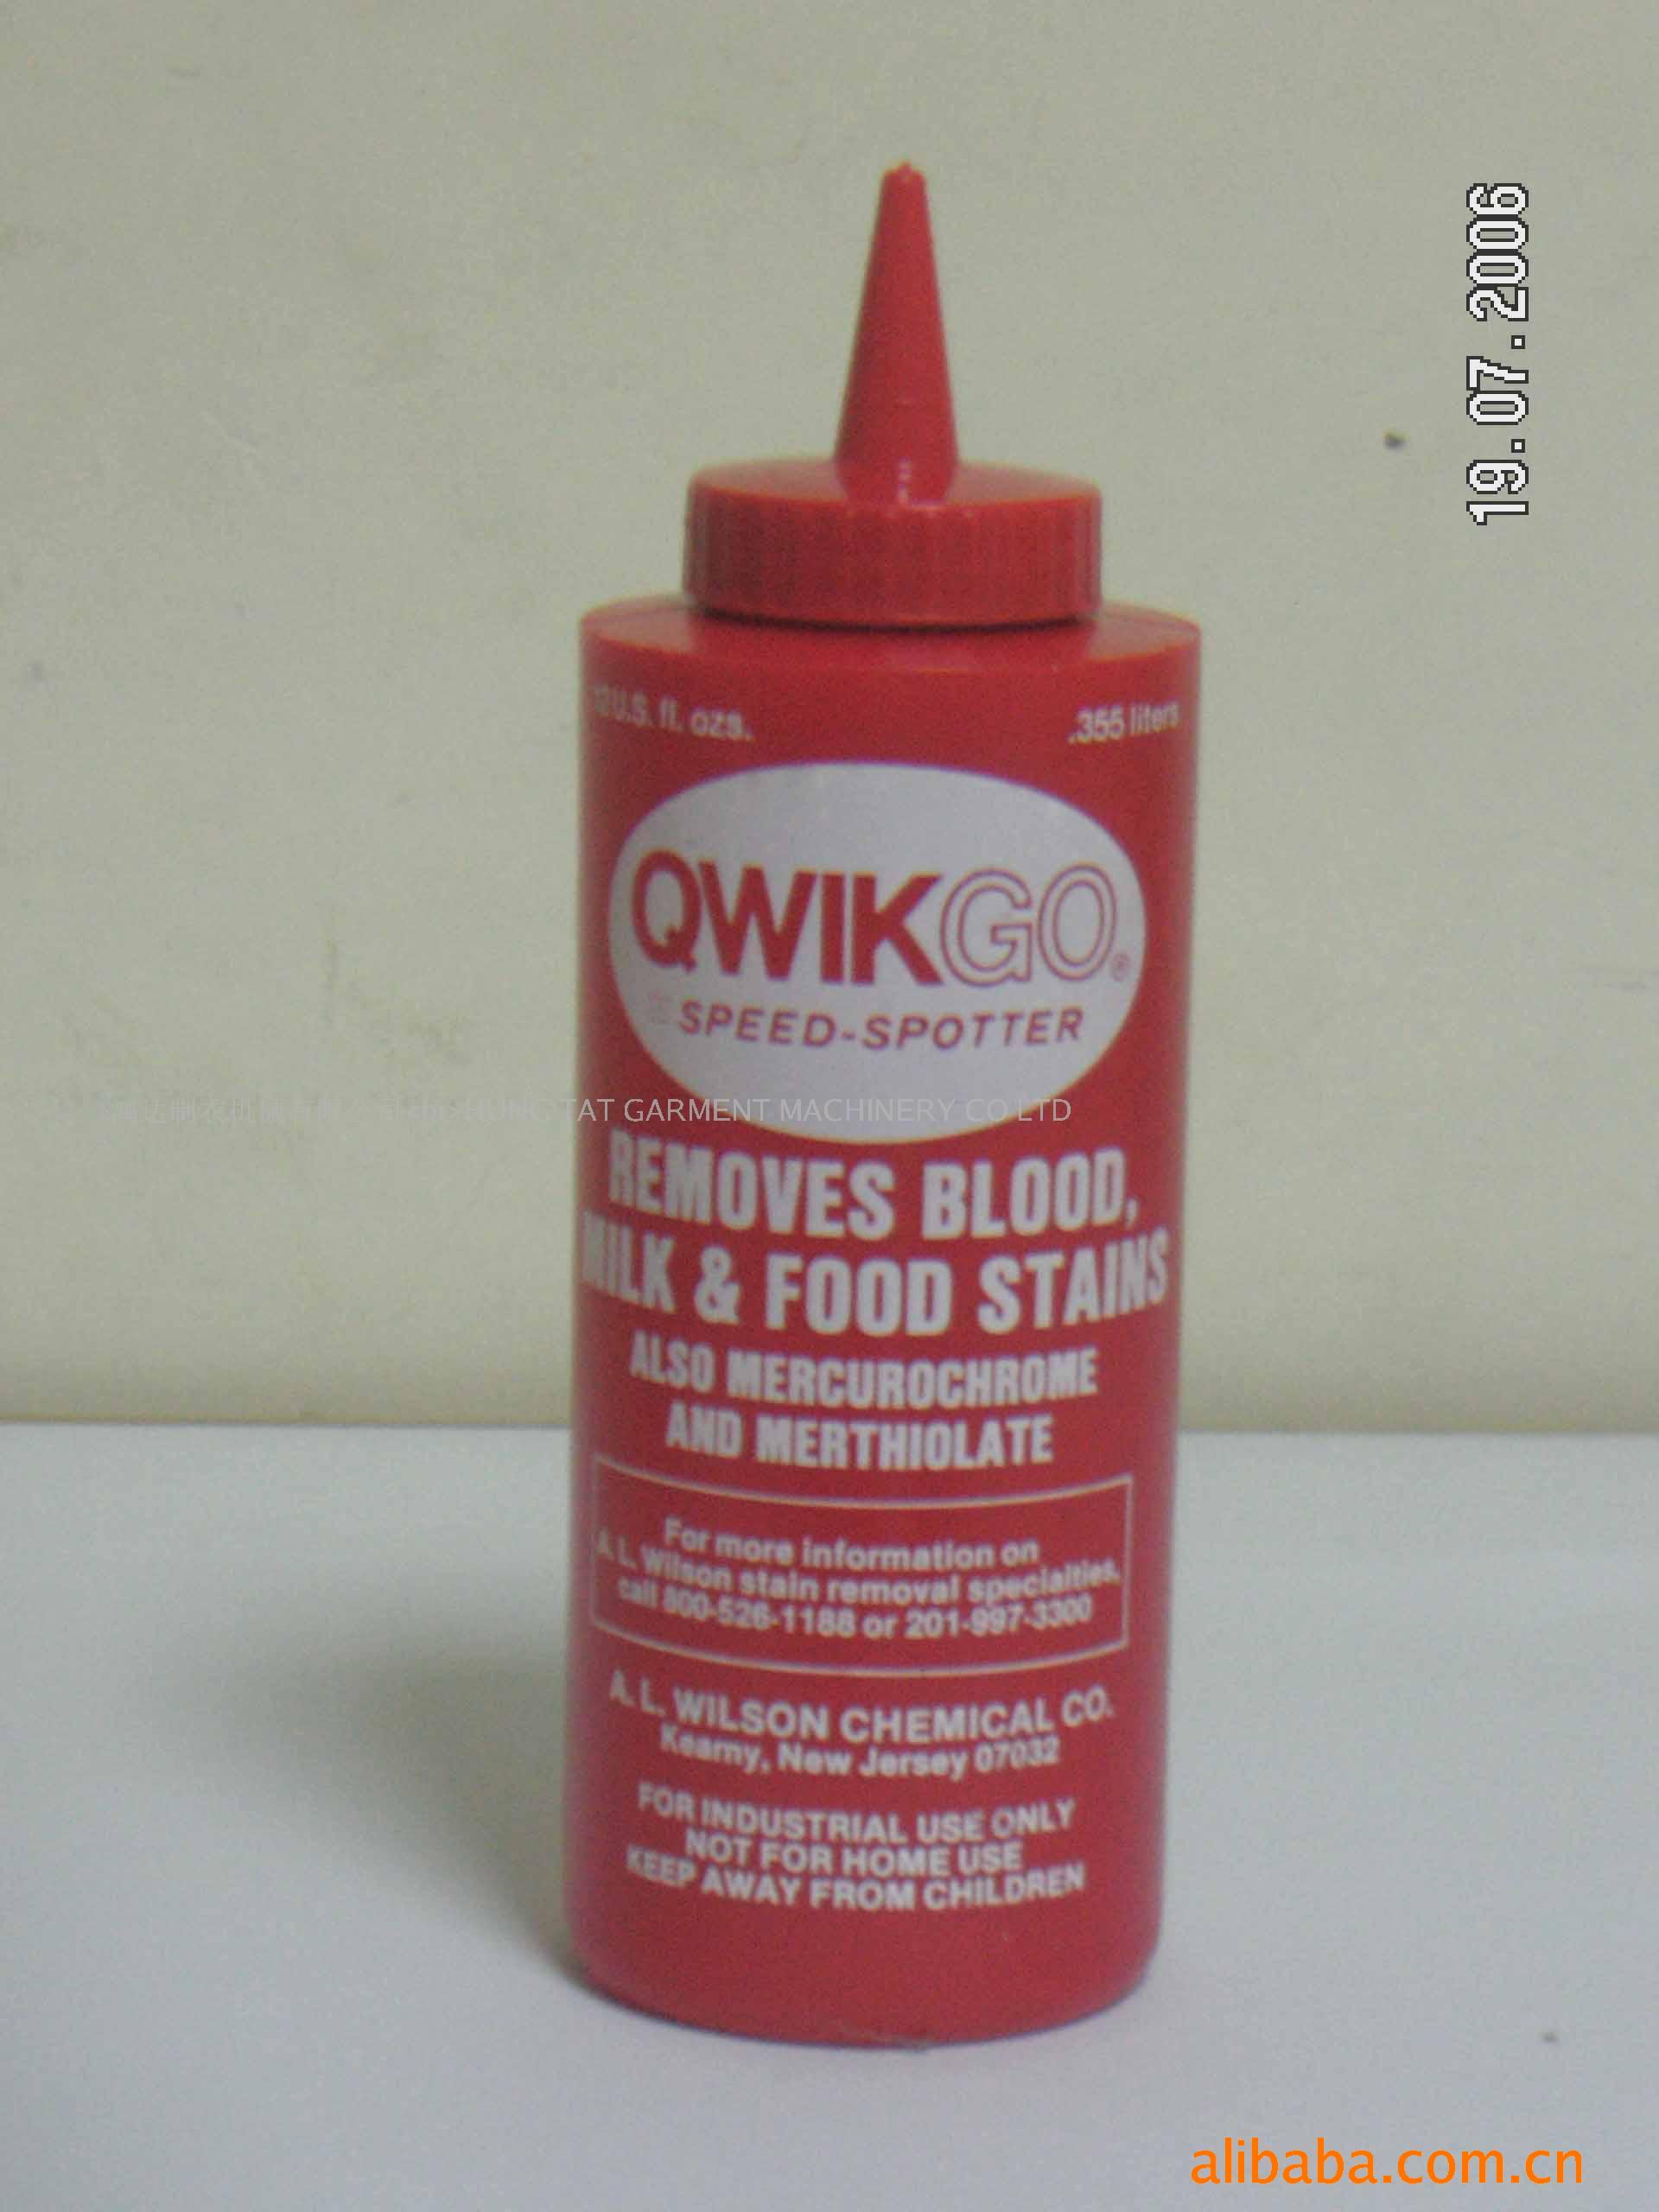 19.07.2006
12 U.S. fl. ozs.
.355 liters
QWIKGO®
SPEED-SPOTTER
TAT GARMENT MACHINERY CO LTD
REMOVES BLOOD,
MILK & FOOD STAINS
ALSO MERCUROCHROME
AND MERTHIOLATE
For more information on
A. L. Wilson stain removal specialties,
call 800-526-1188 or 201-997-3300
A. L. WILSON CHEMICAL CO.
Kearny, New Jersey 07032
FOR INDUSTRIAL USE ONLY
NOT FOR HOME USE
KEEP AWAY FROM CHILDREN
alibaba.com.cn